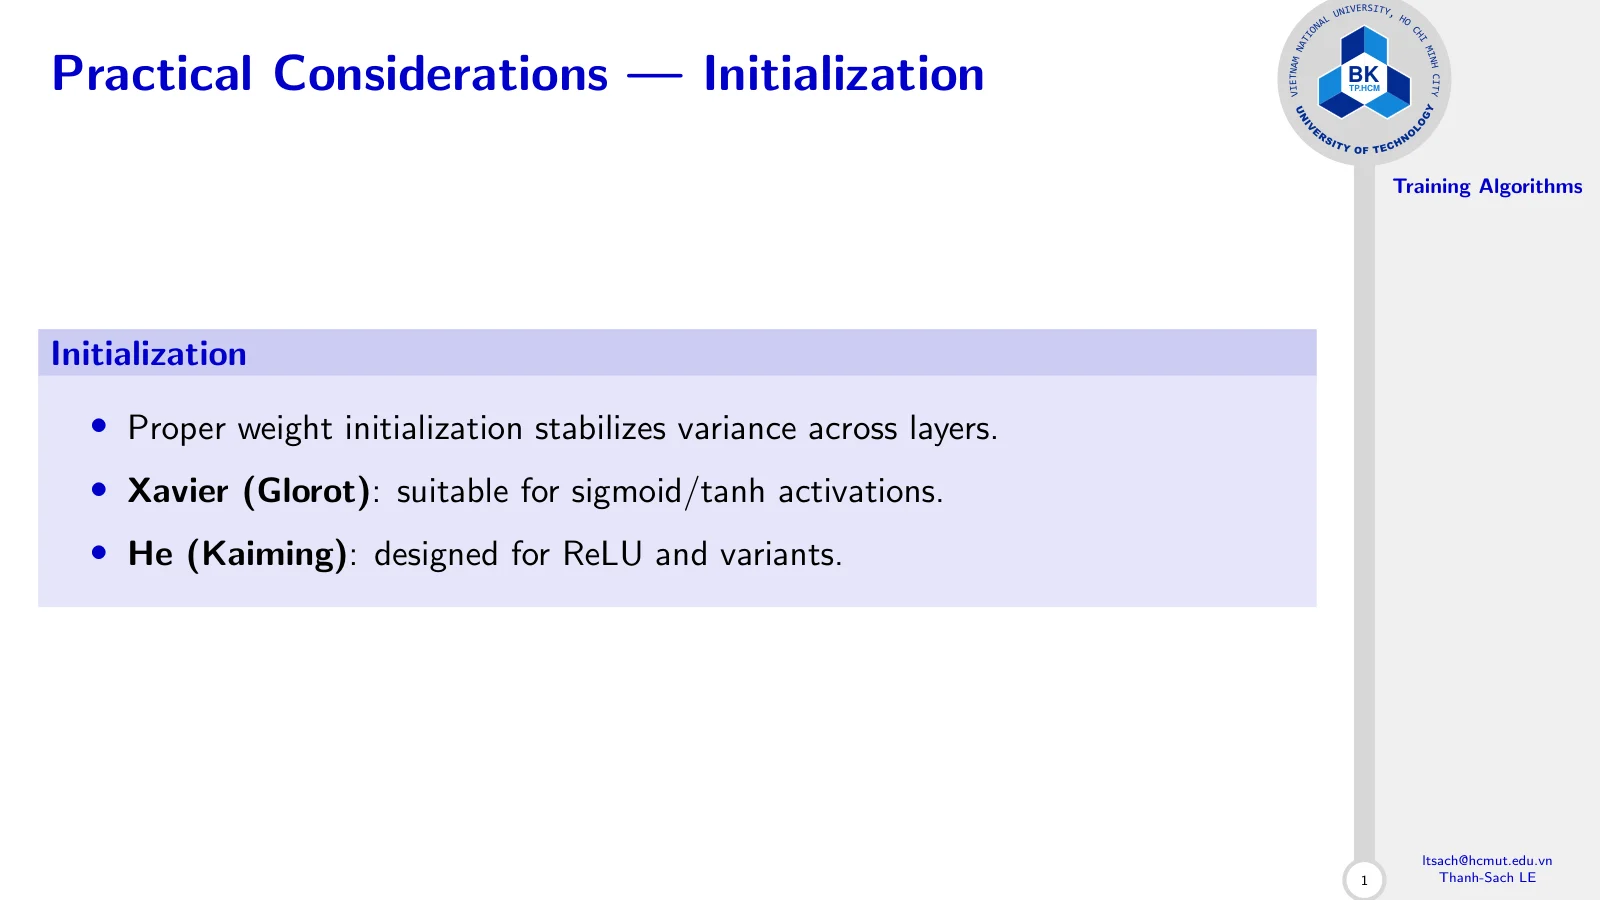 Practical Considerations — Initialization
VIETNAM NATIONAL UNIVERSITY, HO CHI MINH CITY
BK
TP.HCM
UNIVERSITY OF TECHNOLOGY
Training Algorithms
Initialization
• Proper weight initialization stabilizes variance across layers.
• Xavier (Glorot): suitable for sigmoid/tanh activations.
• He (Kaiming): designed for ReLU and variants.
ltsach@hcmut.edu.vn
Thanh-Sach LE
1